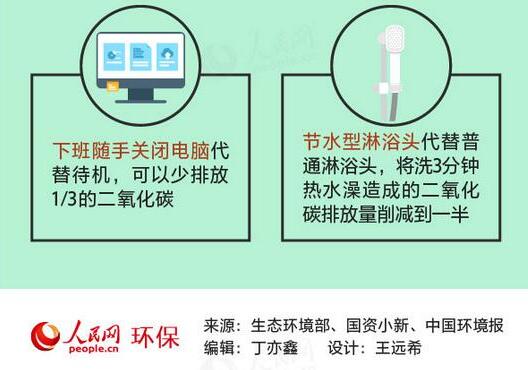 下班随手关闭电脑代
替待机，可以少排放
1/3的二氧化碳
节水型淋浴头代替普
通淋浴头，将洗3分钟
热水澡造成的二氧化
碳排放量削减到一半
人民网
people.cn
环保
来源：生态环境部、国资小新、中国环境报
编辑：丁亦鑫 设计：王远希